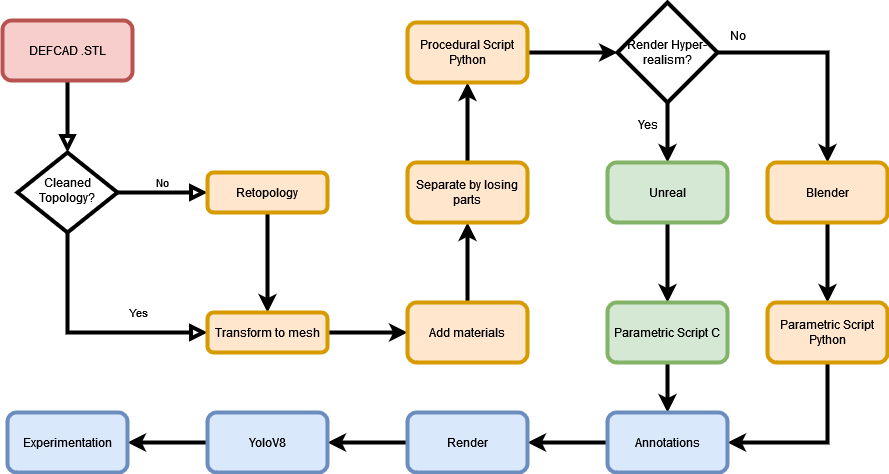 DEFCAD .STL
Cleaned
Topology?
No
Retopology
Yes
Transform to mesh
Add materials
Separate by losing
parts
Procedural Script
Python
Render Hyper-
realism?
No
Yes
Unreal
Blender
Parametric Script C
Parametric Script
Python
Annotations
Render
YoloV8
Experimentation